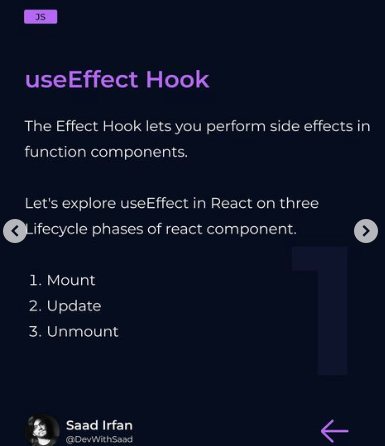 JS
useEffect Hook
The Effect Hook lets you perform side effects in
function components.
Let's explore useEffect in React on three
Lifecycle phases of react component.
1. Mount
2. Update
3. Unmount
1
Saad Irfan
@DevWithSaad